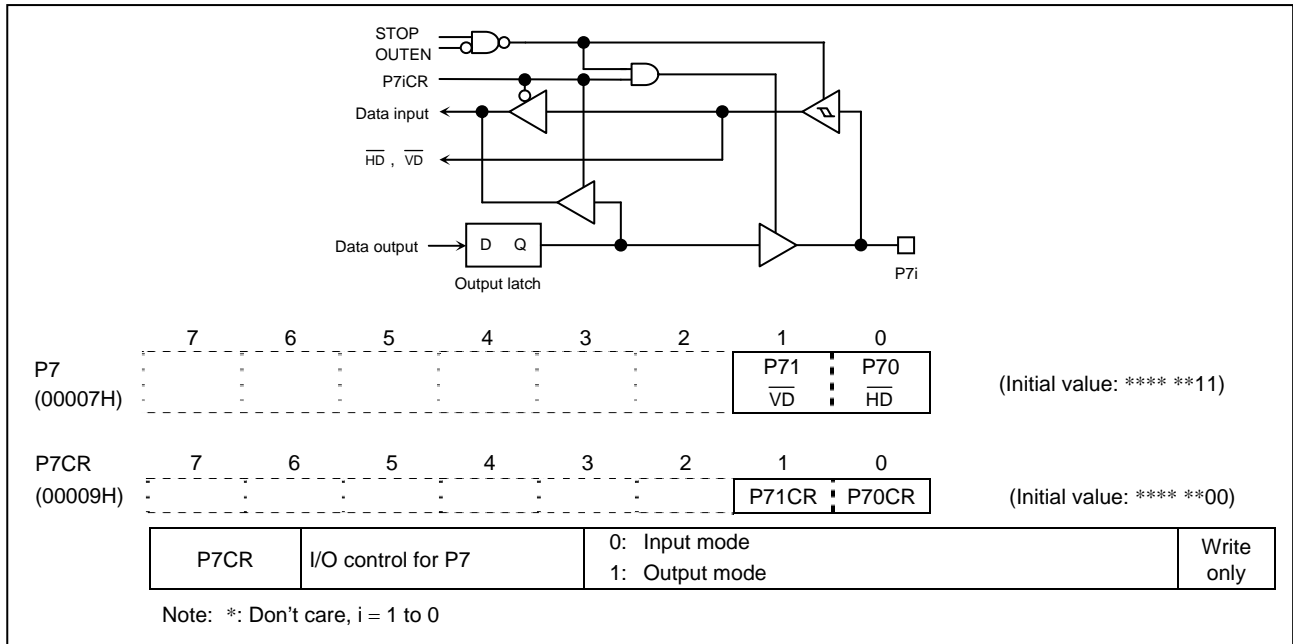 STOP
OUTEN
P7iCR
Data input
HD , VD
Data output
D Q
Output latch
P7i
7 6 5 4 3 2 1 0
P7
(00007H)
P71 P70
VD HD
(Initial value: **** **11)
P7CR 7 6 5 4 3 2 1 0
(00009H) P71CR P70CR (Initial value: **** **00)
P7CR I/O control for P7 0: Input mode
1: Output mode
Write
only
Note: *: Don't care, i = 1 to 0